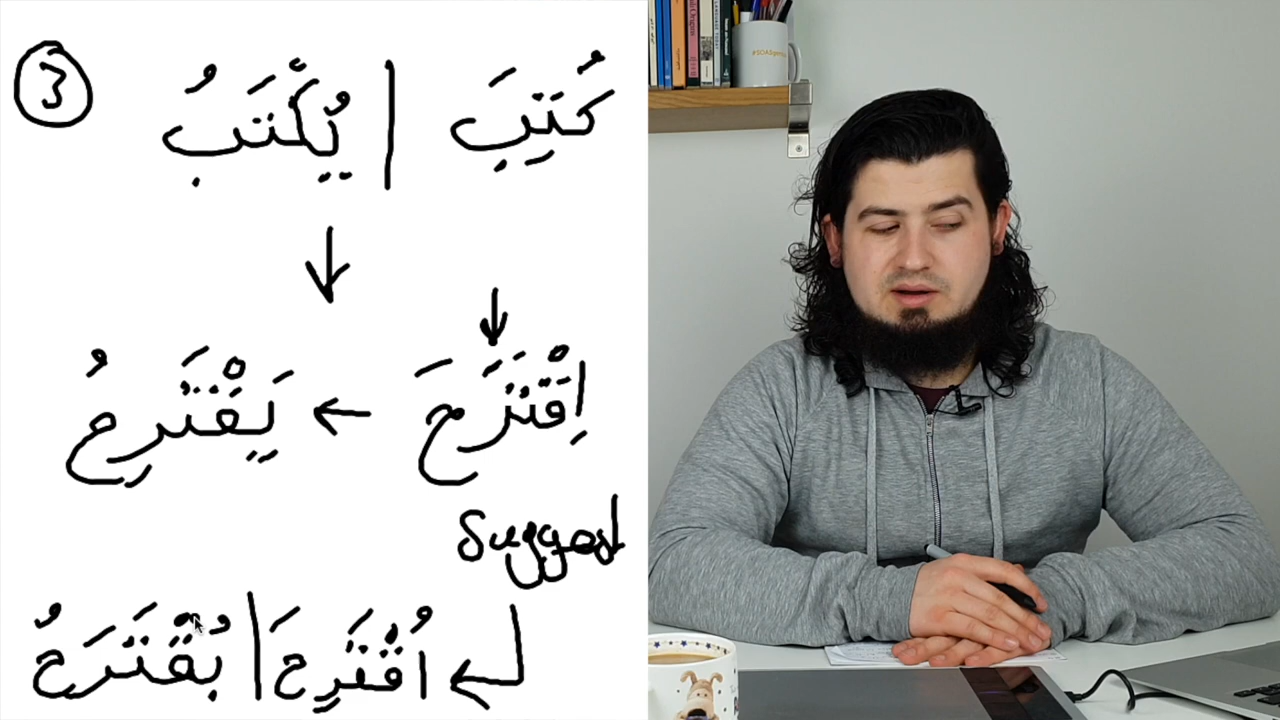 3
كُتِبَ | يُكْتَبُ
↓
↓
اِقْتَرَحَ ← يَقْتَرِحُ
Suggest
← اُقْتُرِحَ | يُقْتَرَحُ